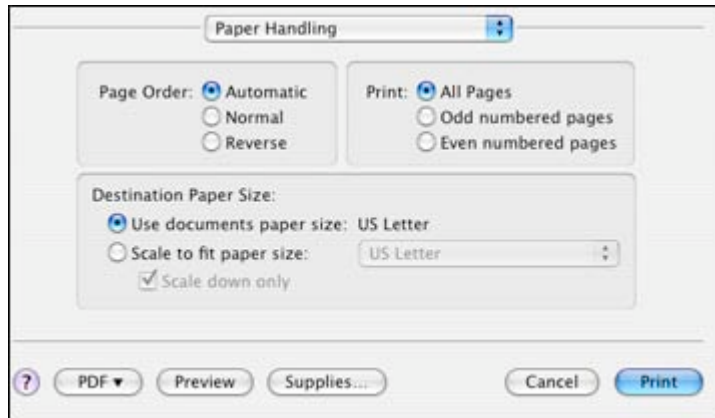 Paper Handling
Page Order: Automatic
Normal
Reverse
Print: All Pages
Odd numbered pages
Even numbered pages
Destination Paper Size:
Use documents paper size: US Letter
Scale to fit paper size: US Letter
Scale down only
? PDF ▼ Preview Supplies... Cancel Print